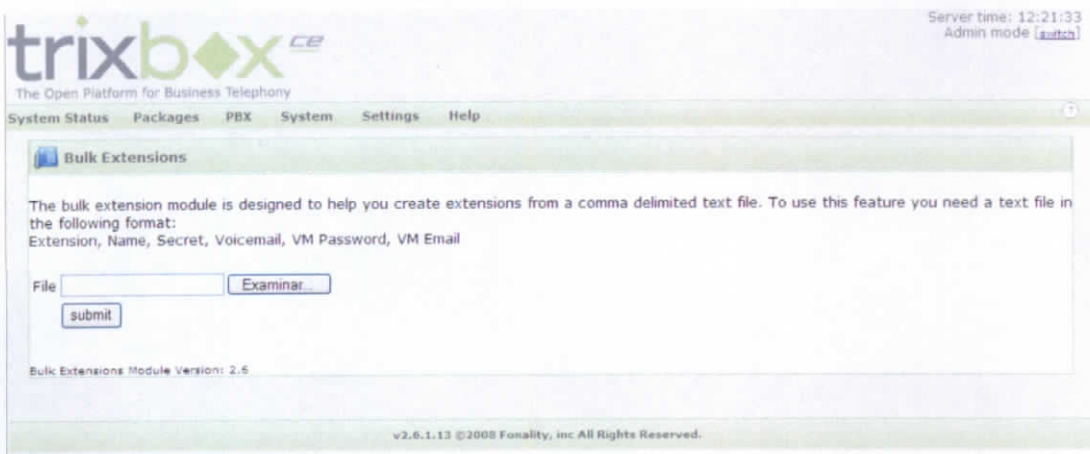 Server time: 12:21:33
Admin mode [switch]
trixbox CE
The Open Platform for Business Telephony
System Status Packages PBX System Settings Help
?
Bulk Extensions
The bulk extension module is designed to help you create extensions from a comma delimited text file. To use this feature you need a text file in
the following format:
Extension, Name, Secret, Voicemail, VM Password, VM Email
File Examinar...
submit
Bulk Extensions Module Version: 2.6
v2.6.1.13 ©2008 Fonality, inc All Rights Reserved.